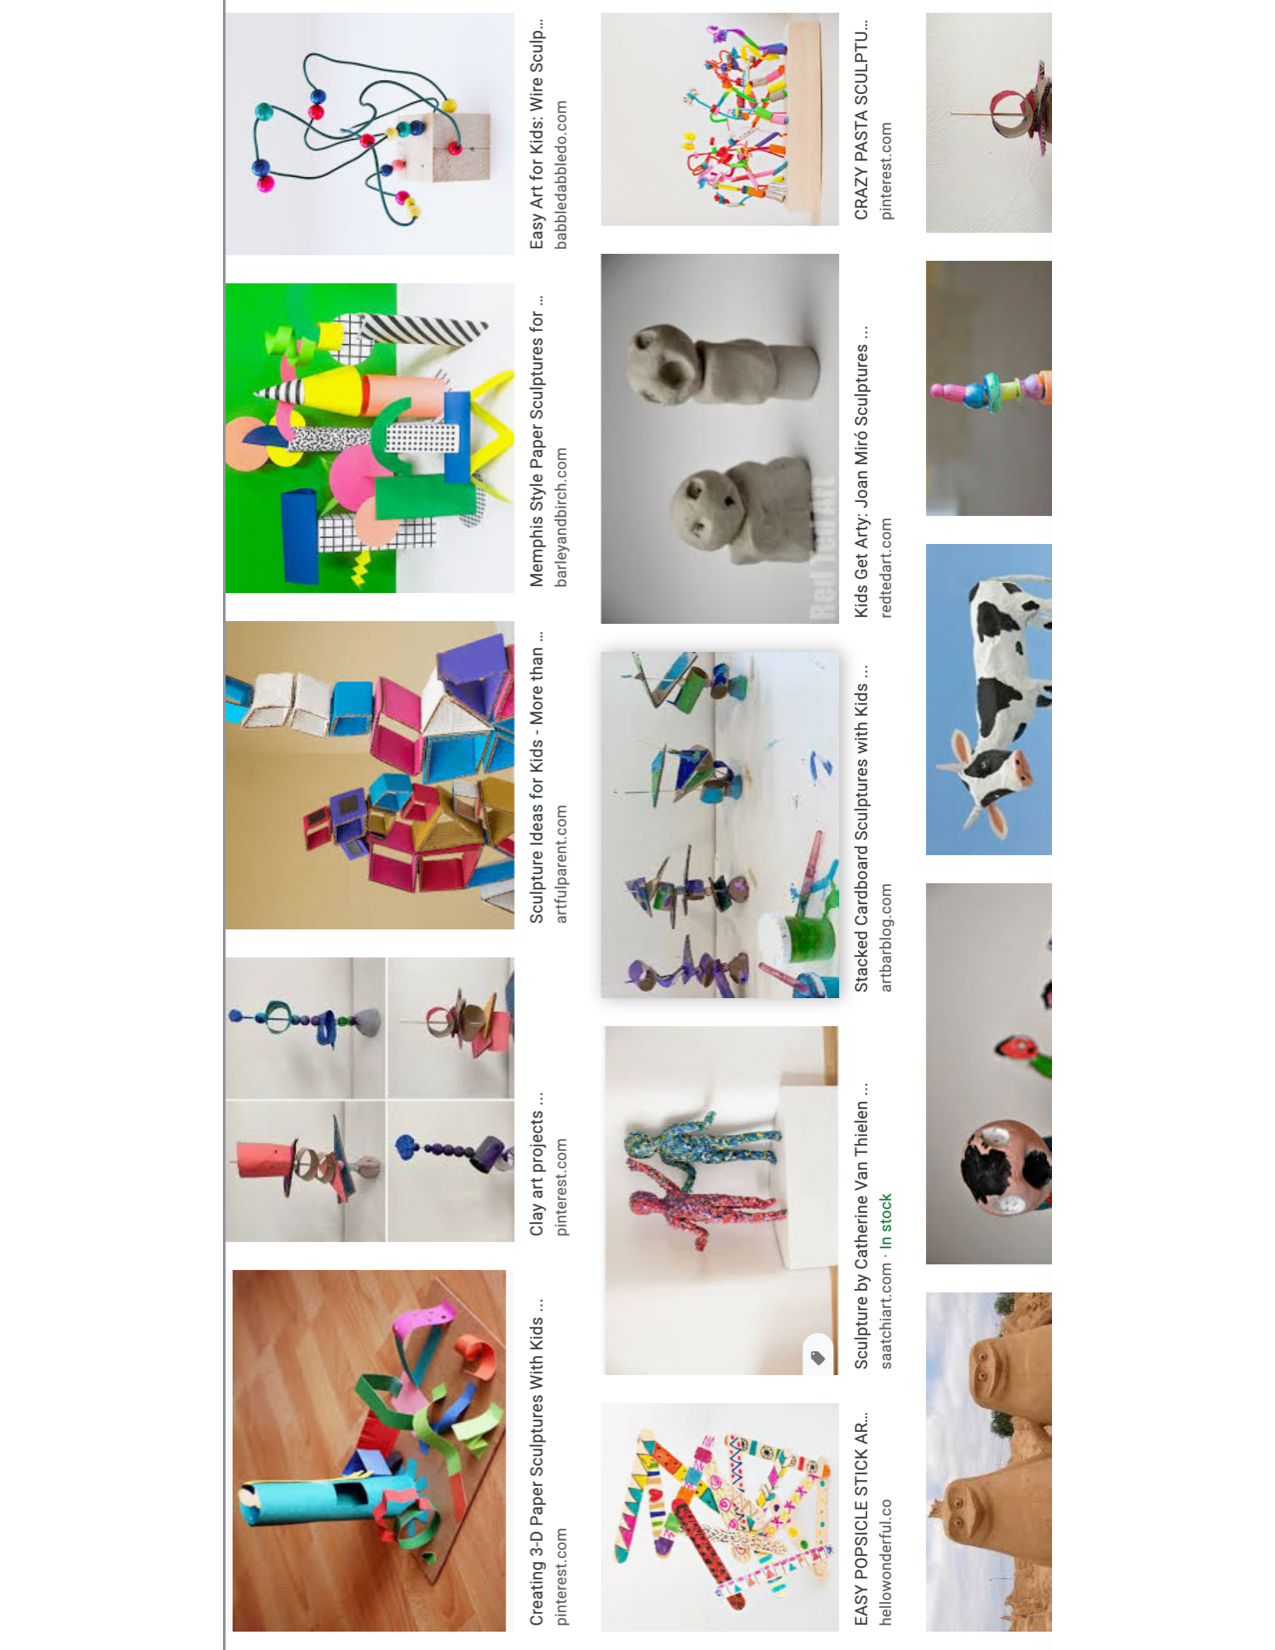 Creating 3-D Paper Sculptures With Kids ...
pinterest.com
Clay art projects ...
pinterest.com
Sculpture Ideas for Kids - More than ...
artfulparent.com
Memphis Style Paper Sculptures for ...
barleyandbirch.com
Easy Art for Kids: Wire Sculp...
babbledabbledo.com
EASY POPSICLE STICK AR...
hellowonderful.co
Sculpture by Catherine Van Thielen ...
saatchiart.com · In stock
Stacked Cardboard Sculptures with Kids ...
artbarblog.com
Red Ted Art
Kids Get Arty: Joan Miró Sculptures ...
redtedart.com
CRAZY PASTA SCULPTU...
pinterest.com